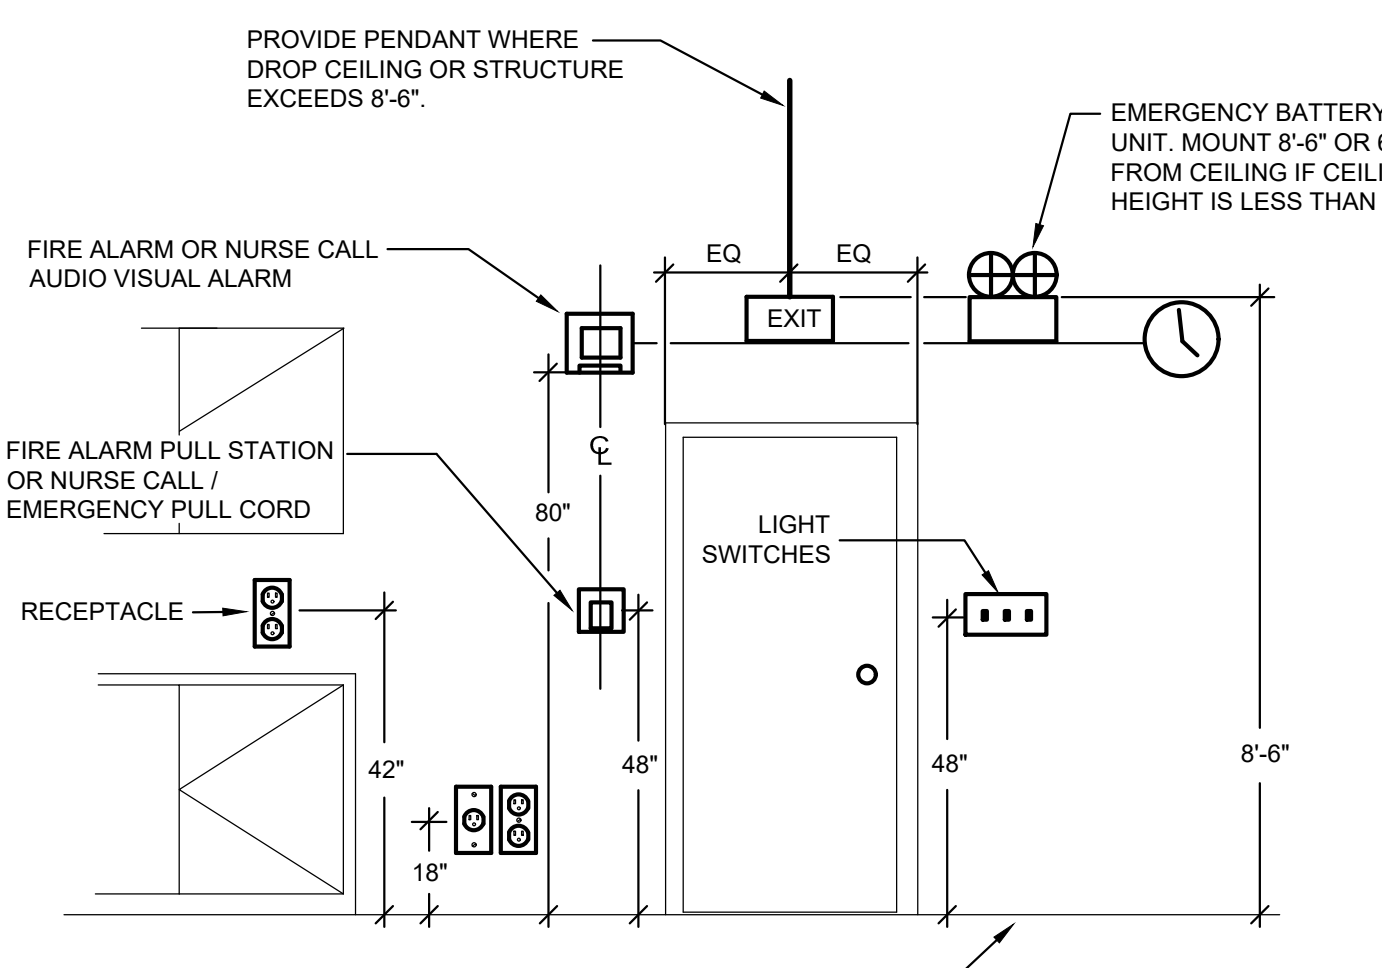 PROVIDE PENDANT WHERE
DROP CEILING OR STRUCTURE
EXCEEDS 8'-6".
EMERGENCY BATTERY
UNIT. MOUNT 8'-6" OR
FROM CEILING IF
HEIGHT IS LESS THAN
FIRE ALARM OR NURSE CALL
AUDIO VISUAL ALARM
EQ
EQ
EXIT
CL
FIRE ALARM PULL STATION
OR NURSE CALL /
EMERGENCY PULL CORD
80"
LIGHT
SWITCHES
RECEPTACLE
42"
48"
48"
8'-6"
18"